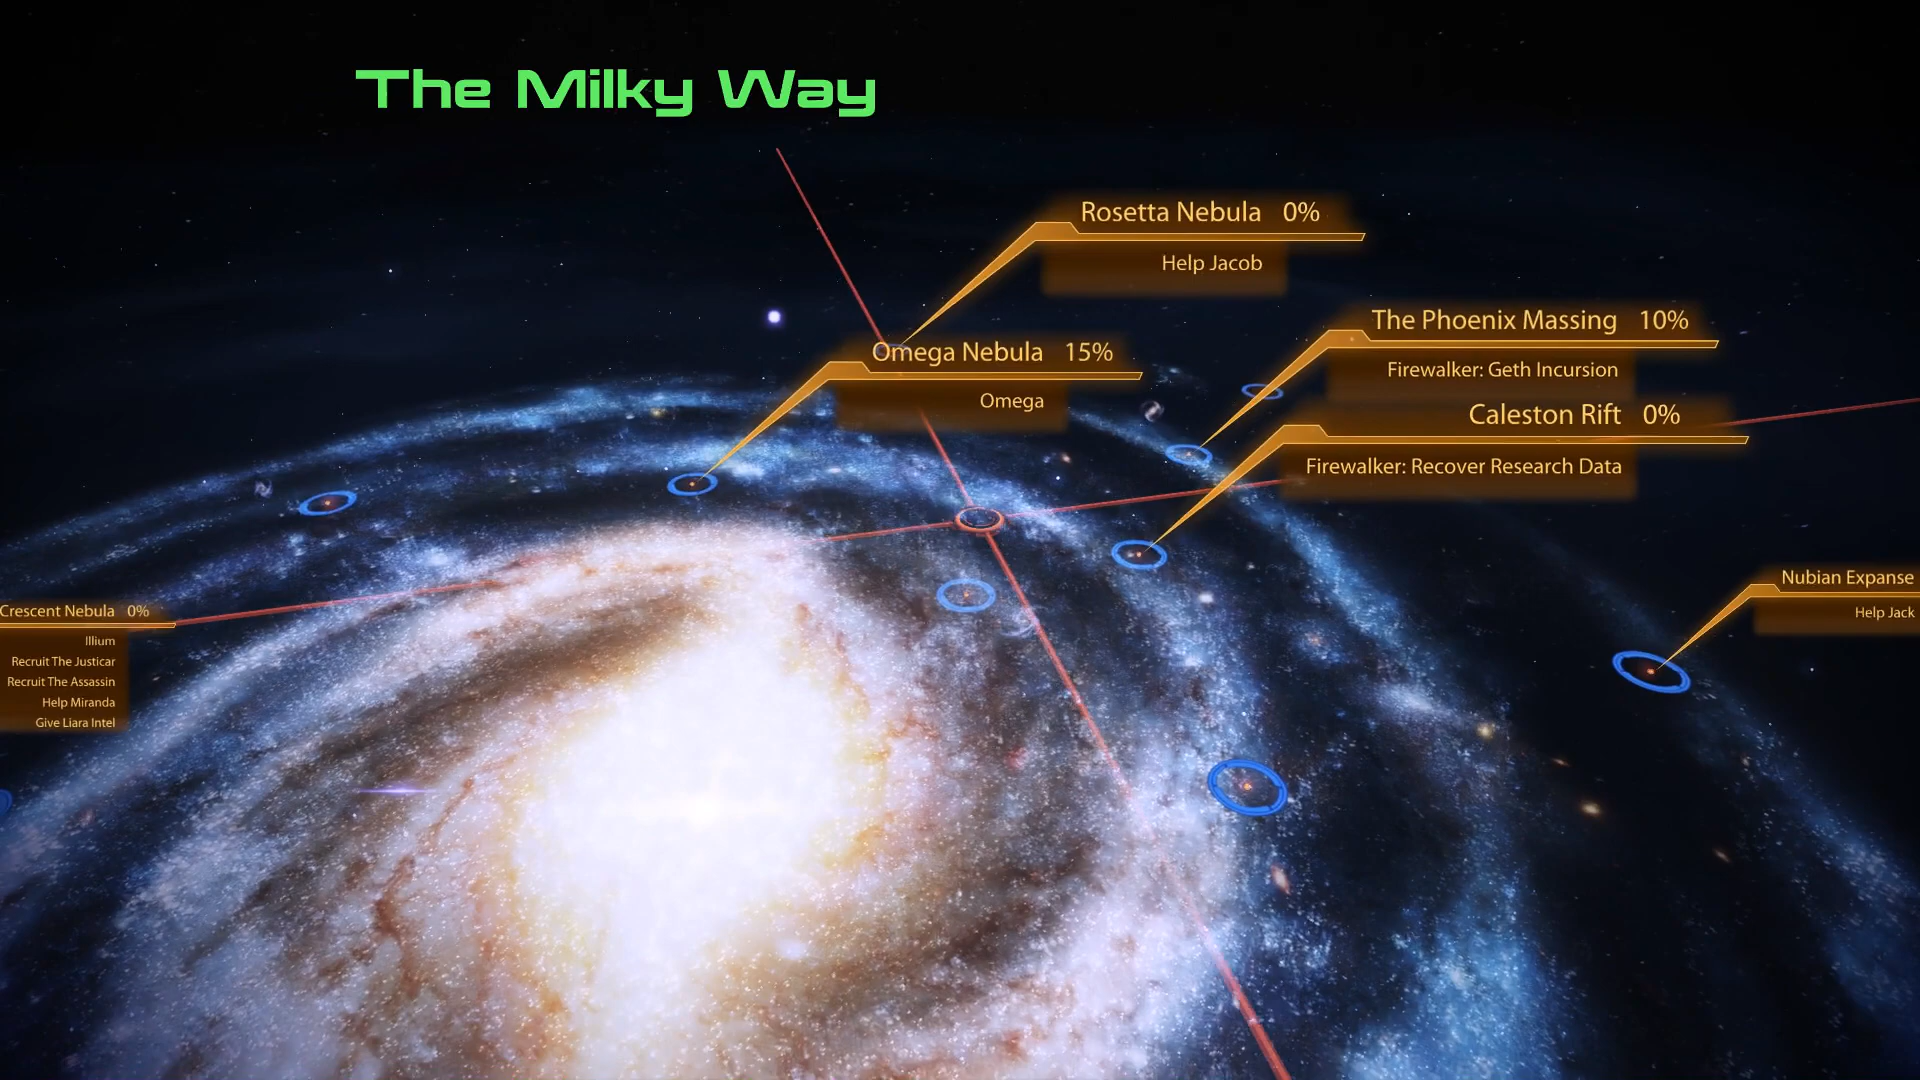 The Milky Way
Rosetta Nebula 0%
Help Jacob
The Phoenix Massing 10%
Firewalker: Geth Incursion
Omega Nebula 15%
Omega
Caleston Rift 0%
Firewalker: Recover Research Data
Nubian Expanse
Help Jack
Crescent Nebula 0%
Illium
Recruit The Justicar
Recruit The Assassin
Help Miranda
Give Liara Intel